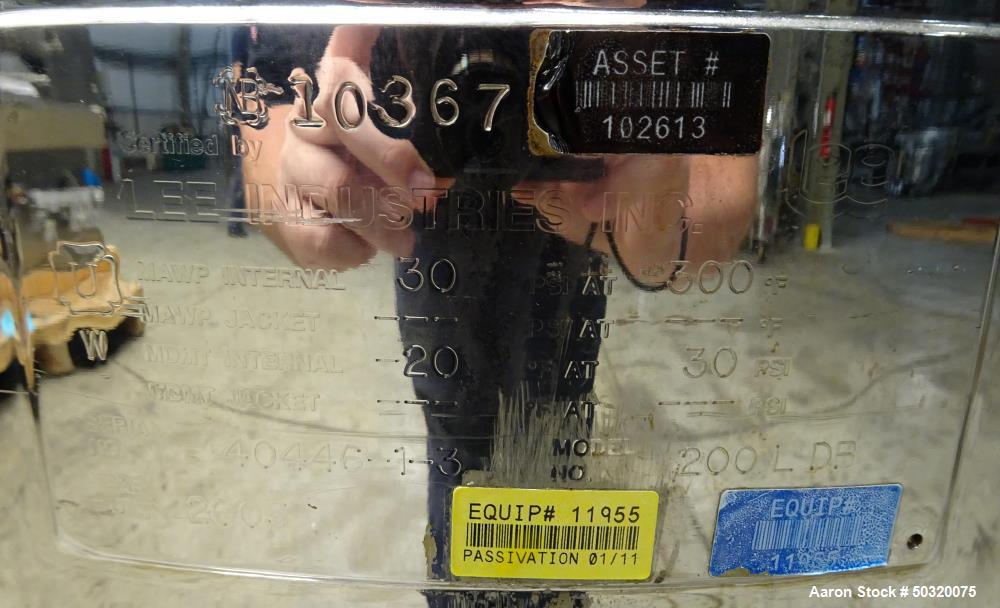 NB-10367
ASSET #
102613
Certified by
LEE INDUSTRIES INC.
Lee
U
W
MAWP INTERNAL 30 PSI AT 300 °F
MAWP JACKET --- PSI AT --- °F
MDMT INTERNAL -20 °F AT 30 PSI
MDMT JACKET --- °F AT --- PSI
40446-1-3 MODEL NO. 200 L DB
EQUIP# 11955
PASSIVATION 01/11
EQUIP#
Aaron Stock # 50320075